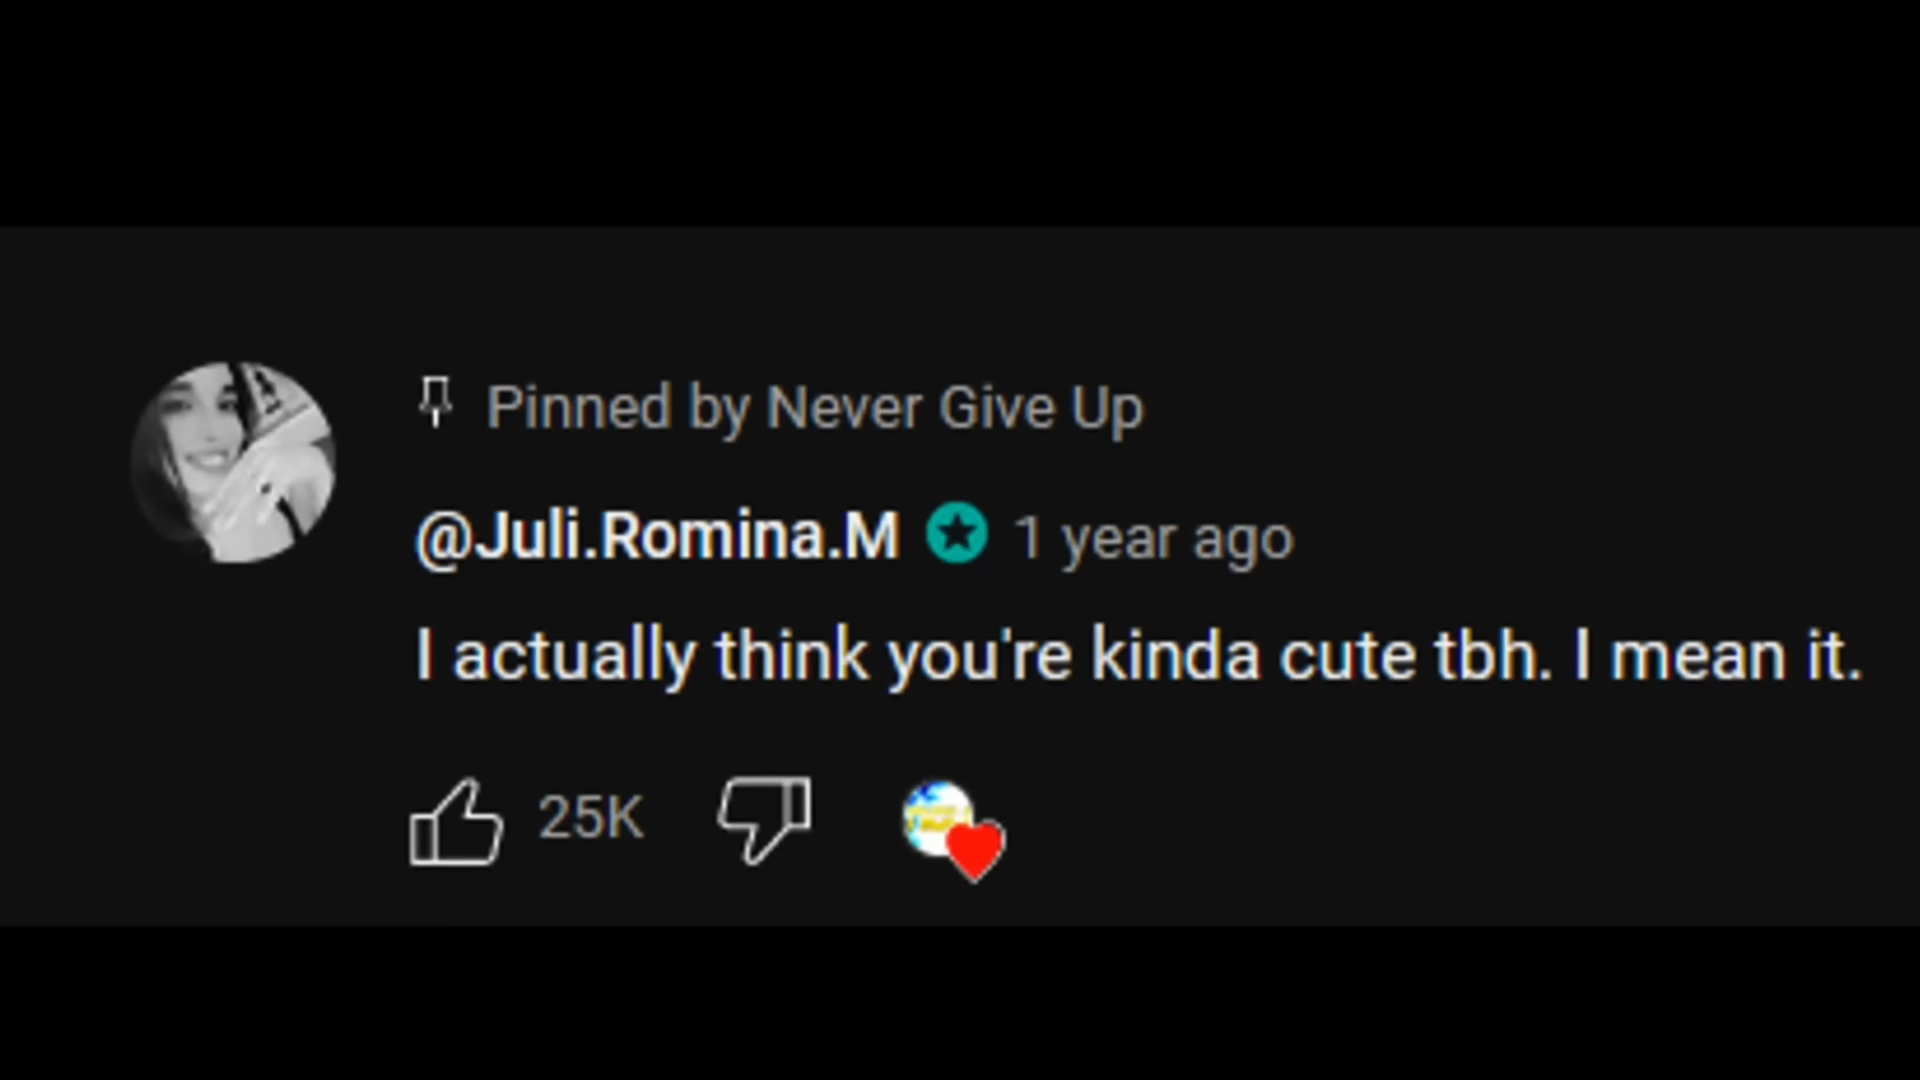 Pinned by Never Give Up
@Juli.Romina.M 1 year ago
I actually think you're kinda cute tbh. I mean it.
25K